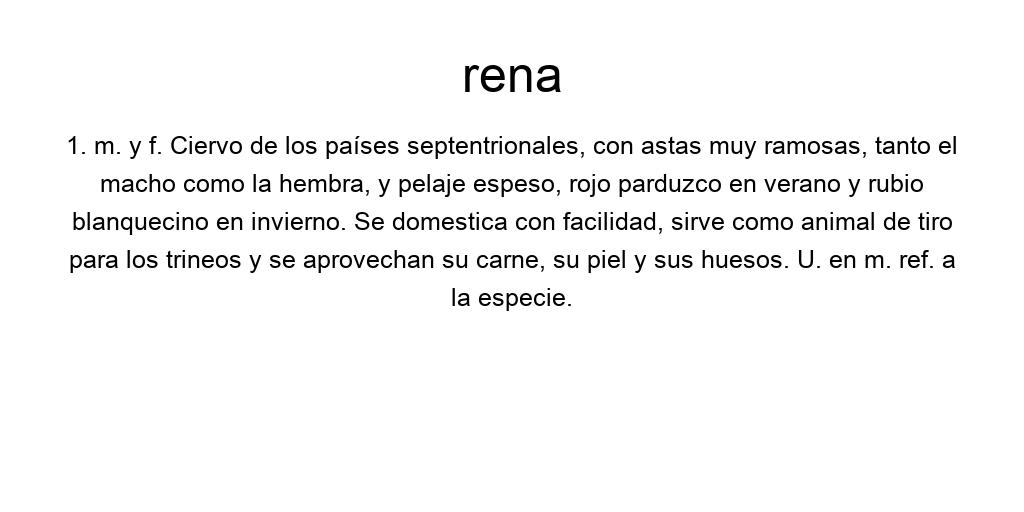 rena
1. m. y f. Ciervo de los países septentrionales, con astas muy ramosas, tanto el
macho como la hembra, y pelaje espeso, rojo parduzco en verano y rubio
blanquecino en invierno. Se domestica con facilidad, sirve como animal de tiro
para los trineos y se aprovechan su carne, su piel y sus huesos. U. en m. ref. a
la especie.